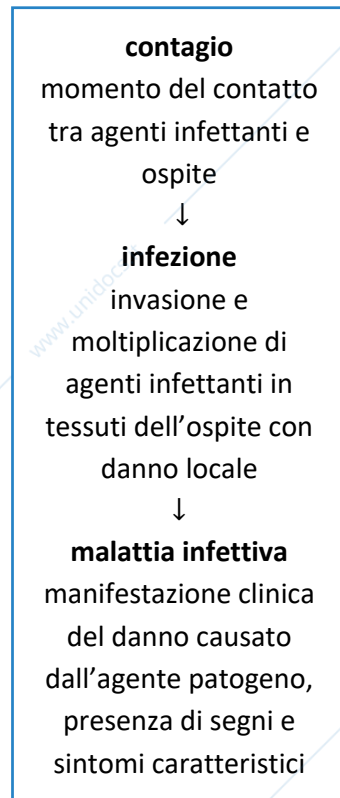 contagio
momento del contatto
tra agenti infettanti e
ospite
↓
infezione
invasione e
moltiplicazione di
agenti infettanti in
tessuti dell’ospite con
danno locale
↓
malattia infettiva
manifestazione clinica
del danno causato
dall’agente patogeno,
presenza di segni e
sintomi caratteristici